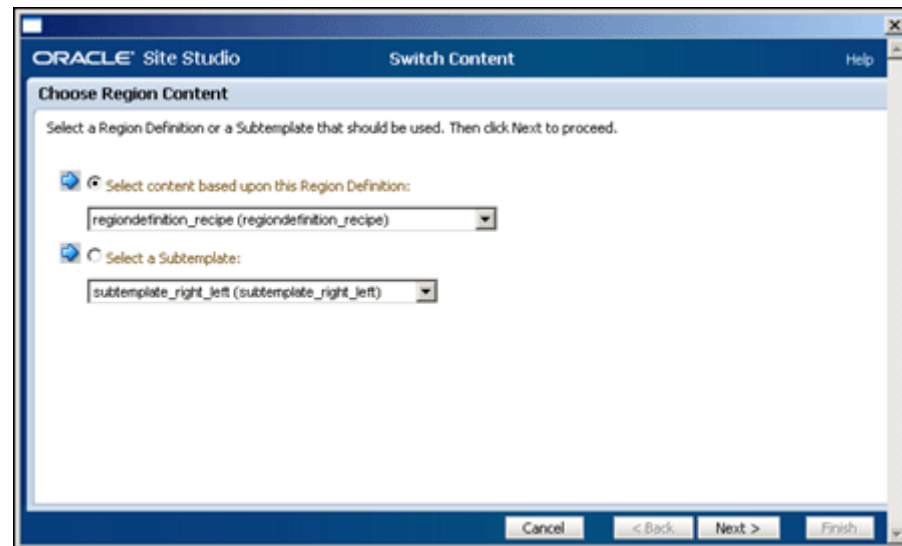 ORACLE® Site Studio Switch Content Help
Choose Region Content
Select a Region Definition or a Subtemplate that should be used. Then click Next to proceed.
Select content based upon this Region Definition:
regiondefinition_recipe (regiondefinition_recipe)
Select a Subtemplate:
subtemplate_right_left (subtemplate_right_left)
Cancel < Back Next > Finish